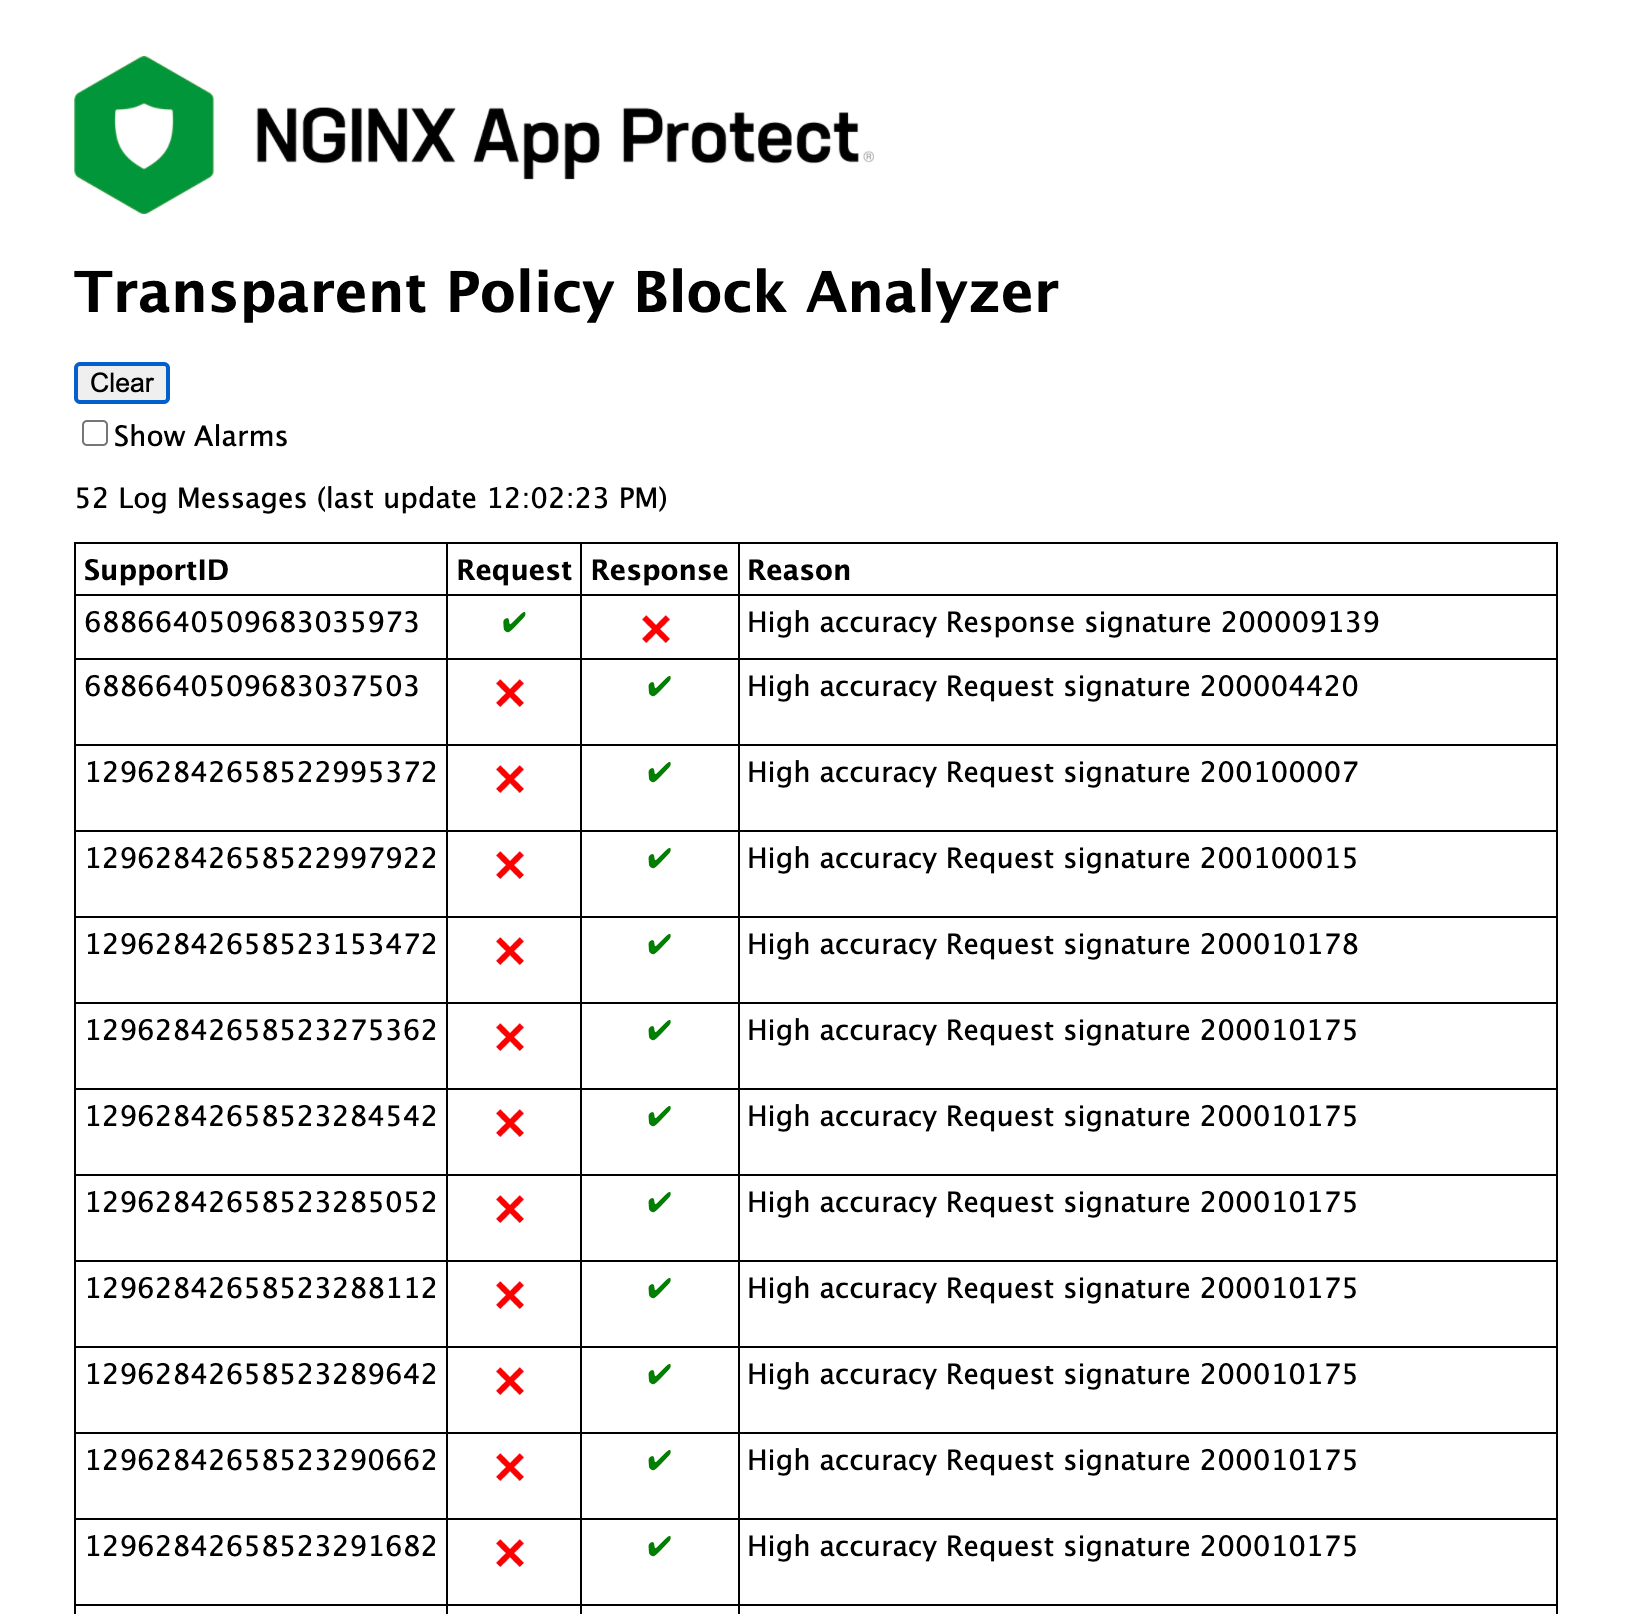 NGINX App Protect®
Transparent Policy Block Analyzer
Clear
Show Alarms
52 Log Messages (last update 12:02:23 PM)
SupportID Request Response Reason
6886640509683035973 ✔ ❌ High accuracy Response signature 200009139
6886640509683037503 ❌ ✔ High accuracy Request signature 200004420
12962842658522995372 ❌ ✔ High accuracy Request signature 200100007
12962842658522997922 ❌ ✔ High accuracy Request signature 200100015
12962842658523153472 ❌ ✔ High accuracy Request signature 200010178
12962842658523275362 ❌ ✔ High accuracy Request signature 200010175
12962842658523284542 ❌ ✔ High accuracy Request signature 200010175
12962842658523285052 ❌ ✔ High accuracy Request signature 200010175
12962842658523288112 ❌ ✔ High accuracy Request signature 200010175
12962842658523289642 ❌ ✔ High accuracy Request signature 200010175
12962842658523290662 ❌ ✔ High accuracy Request signature 200010175
12962842658523291682 ❌ ✔ High accuracy Request signature 200010175